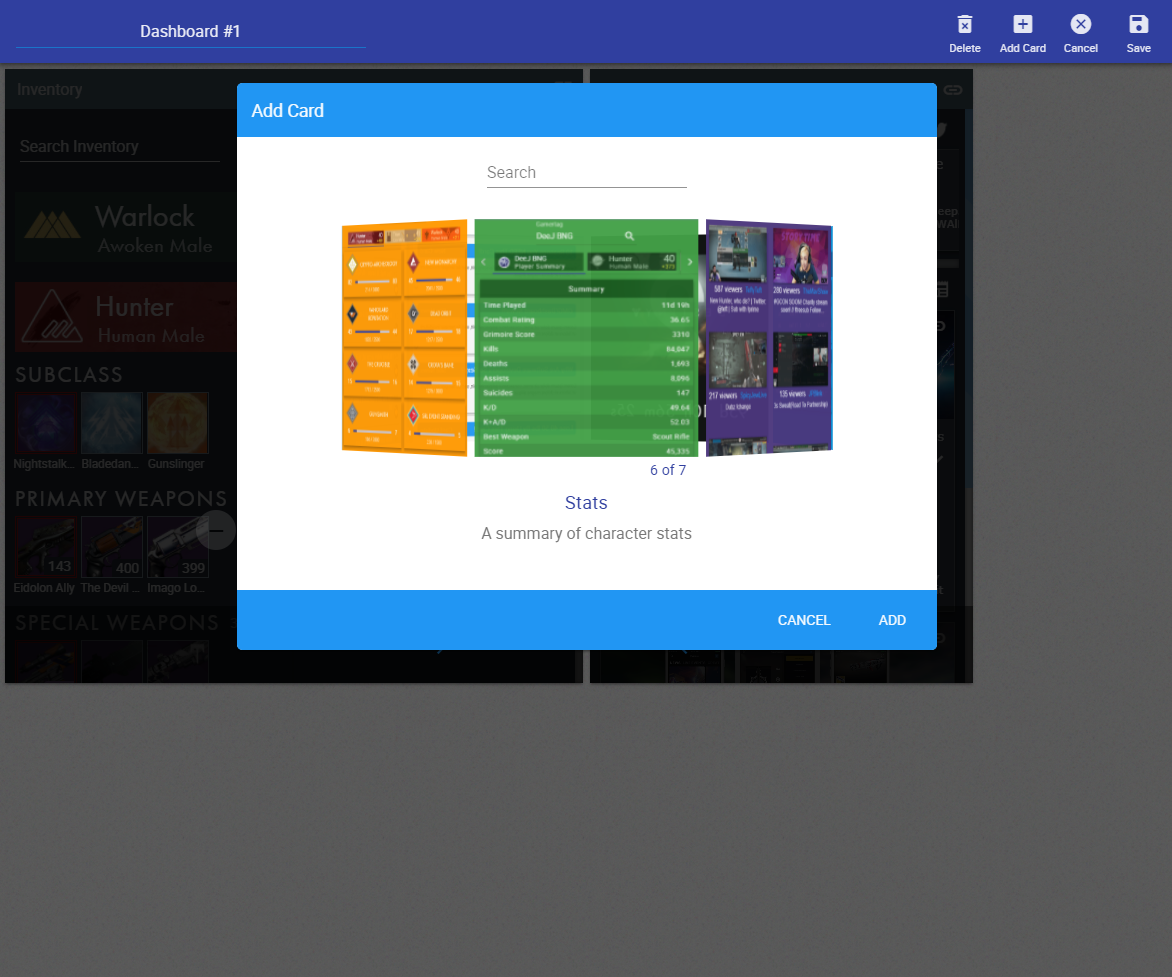 Dashboard #1
Delete
Add Card
Cancel
Save
Inventory
Search Inventory
Warlock
Awoken Male
Hunter
Human Male
SUBCLASS
Nightstalk...
Bladedan...
Gunslinger
PRIMARY WEAPONS
143
400
399
Eidolon Ally
The Devil ...
Imago Lo...
SPECIAL WEAPONS
Add Card
Search
Gamertag
DeeJ BNG
DeeJ BNG
Player Summary
Hunter
Human Male
40
Summary
Time Played 11d 19h
Combat Rating 36.65
Grimoire Score 3310
Kills 84,047
Deaths 1,693
Assists 8,096
Suicides 147
K/D 49.64
K+A/D 52.03
Best Weapon Scout Rifle
Score 45,335
587 viewers
280 viewers
217 viewers
135 viewers
6 of 7
Stats
A summary of character stats
CANCEL
ADD